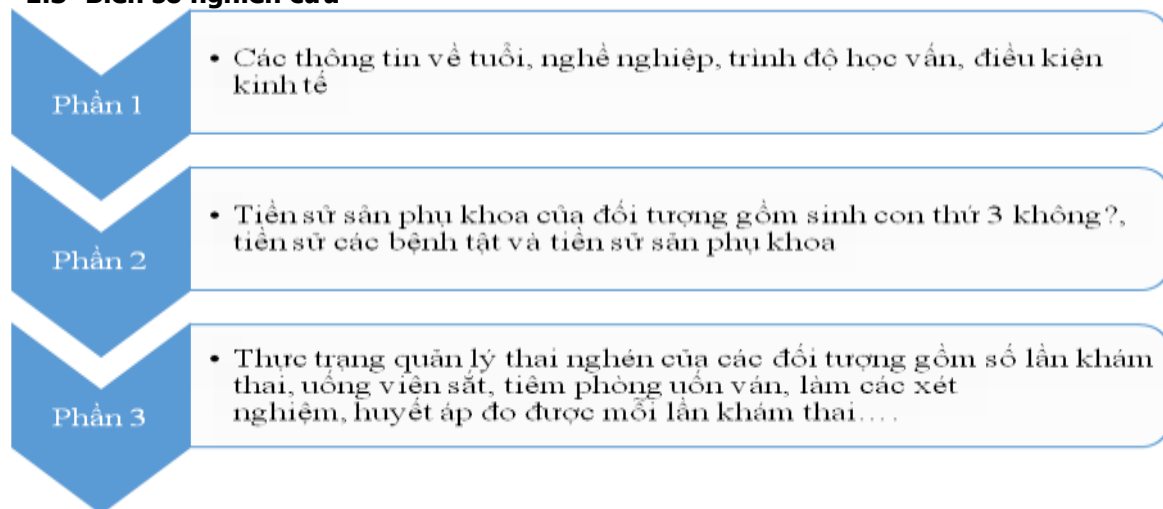 Biến số nghiên cứu
Phần 1
• Các thông tin về tuổi, nghề nghiệp, trình độ học vấn, điều kiện
kinh tế
Phần 2
• Tiền sử sản phụ khoa của đối tượng gồm sinh con thứ 3 không?,
tiền sử các bệnh tật và tiền sử sản phụ khoa
Phần 3
• Thực trạng quản lý thai nghén của các đối tượng gồm số lần khám
thai, uống viên sắt, tiêm phòng uốn ván, làm các xét
nghiệm, huyết áp đo được mỗi lần khám thai....